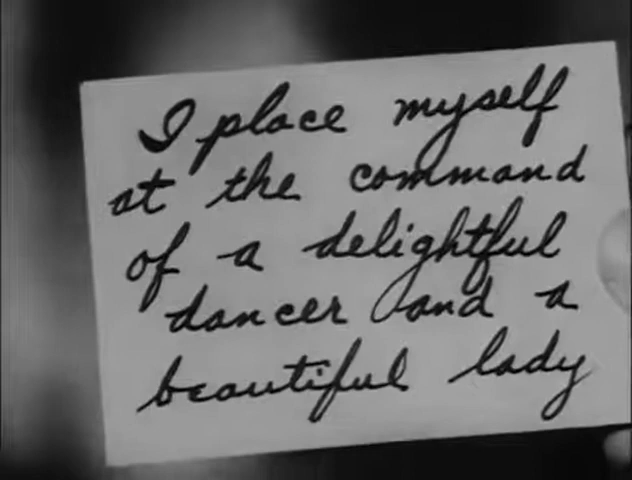 I place myself
at the command
of a delightful
dancer and a
beautiful lady